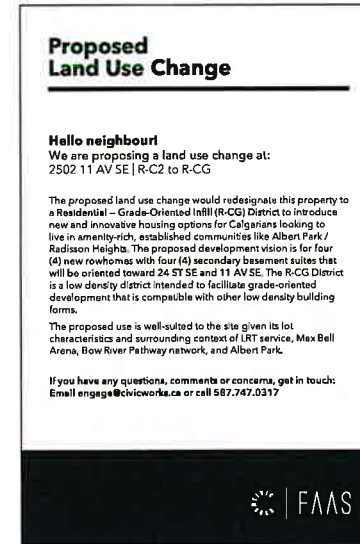 Proposed
Land Use Change
Hello neighbour!
We are proposing a land use change at:
2502 11 AV SE | R-C2 to R-CG
The proposed land use change would redesignate this property to
a Residential – Grade-Oriented Infill (R-CG) District to introduce
new and innovative housing options for Calgarians looking to
live in amenity-rich, established communities like Albert Park /
Radisson Heights. The proposed development vision is for four
(4) new rowhomes with four (4) secondary basement suites that
will be oriented toward 24 ST SE and 11 AV SE. The R-CG District
is a low density district intended to facilitate grade-oriented
development that is compatible with other low density building
forms.
The proposed use is well-suited to the site given its lot
characteristics and surrounding context of LRT service, Max Bell
Arena, Bow River Pathway network, and Albert Park.
If you have any questions, comments or concerns, get in touch:
Email engage@civicworks.ca or call 587.747.0317
FAAS